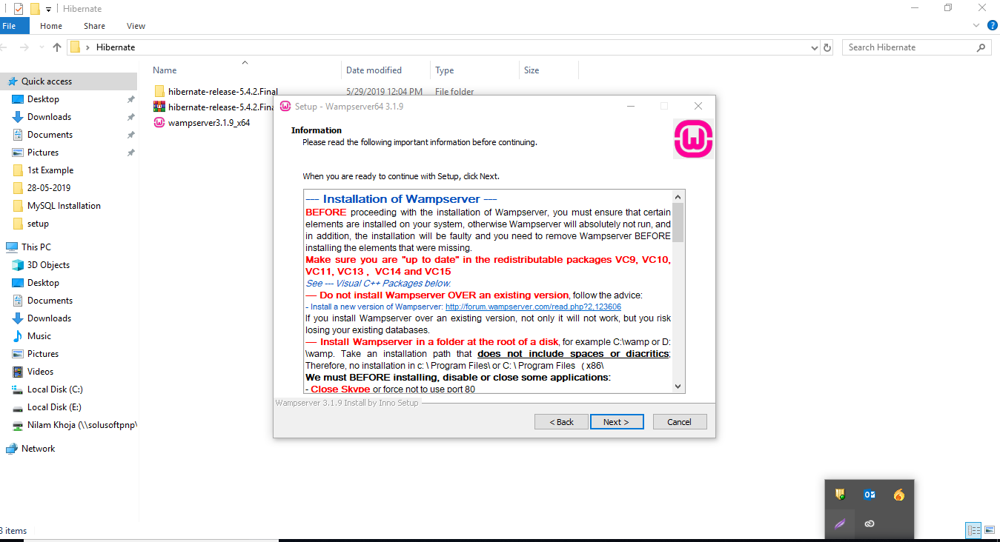 Hibernate
File Home Share View
Hibernate
Search Hibernate
Name Date modified Type Size
Quick access
Desktop
Downloads
Documents
Pictures
1st Example
28-05-2019
MySQL Installation
setup
This PC
3D Objects
Desktop
Documents
Downloads
Music
Pictures
Videos
Local Disk (C:)
Local Disk (E:)
Nilam Khoja (\\solusoftpnp\
Network
hibernate-release-5.4.2.Final 5/29/2019 12:04 PM File folder
hibernate-release-5.4.2.Fina
wampserver3.1.9_x64
Setup - Wampserver64 3.1.9
Information
Please read the following important information before continuing.
When you are ready to continue with Setup, click Next.
--- Installation of Wampserver ---
BEFORE proceeding with the installation of Wampserver, you must ensure that certain
elements are installed on your system, otherwise Wampserver will absolutely not run, and
in addition, the installation will be faulty and you need to remove Wampserver BEFORE
installing the elements that were missing.
Make sure you are "up to date" in the redistributable packages VC9, VC10,
VC11, VC13 , VC14 and VC15
See --- Visual C++ Packages below.
--- Do not install Wampserver OVER an existing version, follow the advice:
- Install a new version of Wampserver: http://forum.wampserver.com/read.php?2,123606
If you install Wampserver over an existing version, not only it will not work, but you risk
losing your existing databases.
--- Install Wampserver in a folder at the root of a disk, for example C:\wamp or D:
\wamp. Take an installation path that does not include spaces or diacritics;
Therefore, no installation in c: \ Program Files\ or C: \ Program Files (x86\
We must BEFORE installing, disable or close some applications:
- Close Skype or force not to use port 80
Wampserver 3.1.9 Install by Inno Setup
< Back Next > Cancel
3 items